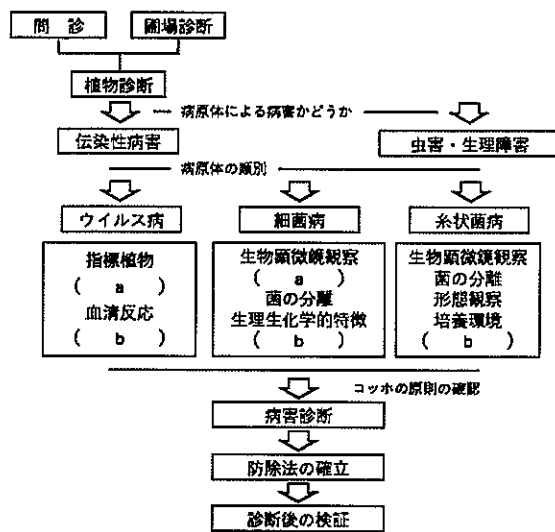 問 診
圃場診断
植物診断
病原体による病害かどうか
伝染性病害
虫害・生理障害
病原体の類別
ウイルス病
細菌病
糸状菌病
指標植物
( a )
血清反応
( b )
生物顕微鏡観察
( a )
菌の分離
生理生化学的特徴
( b )
生物顕微鏡観察
菌の分離
形態観察
培養環境
( b )
コッホの原則の確認
病害診断
防除法の確立
診断後の検証